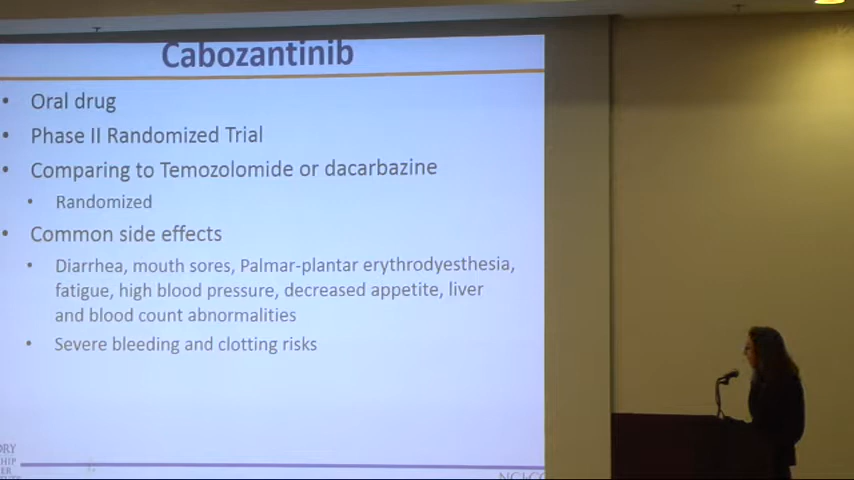 Cabozantinib
• Oral drug
• Phase II Randomized Trial
• Comparing to Temozolomide or dacarbazine
• Randomized
• Common side effects
• Diarrhea, mouth sores, Palmar-plantar erythrodyesthesia,
fatigue, high blood pressure, decreased appetite, liver
and blood count abnormalities
• Severe bleeding and clotting risks